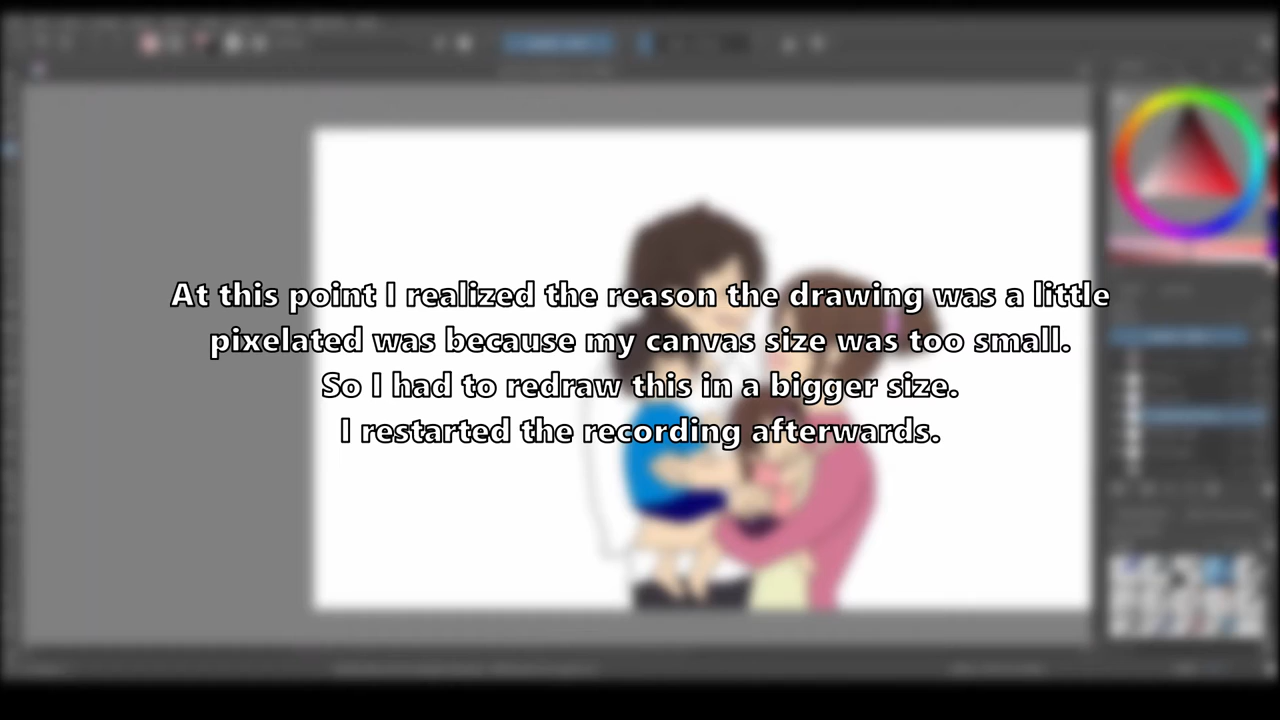 At this point I realized the reason the drawing was a little
pixelated was because my canvas size was too small.
So I had to redraw this in a bigger size.
I restarted the recording afterwards.